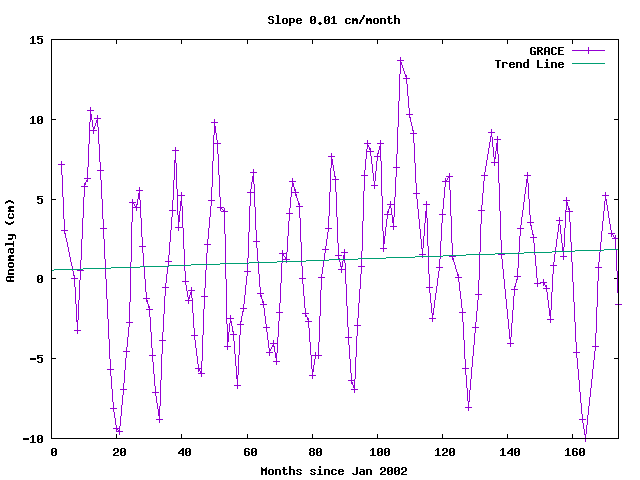 Slope 0.01 cm/month
15
GRACE
Trend Line
10
5
Anomaly (cm)
0
-5
-10
0 20 40 60 80 100 120 140 160
Months since Jan 2002